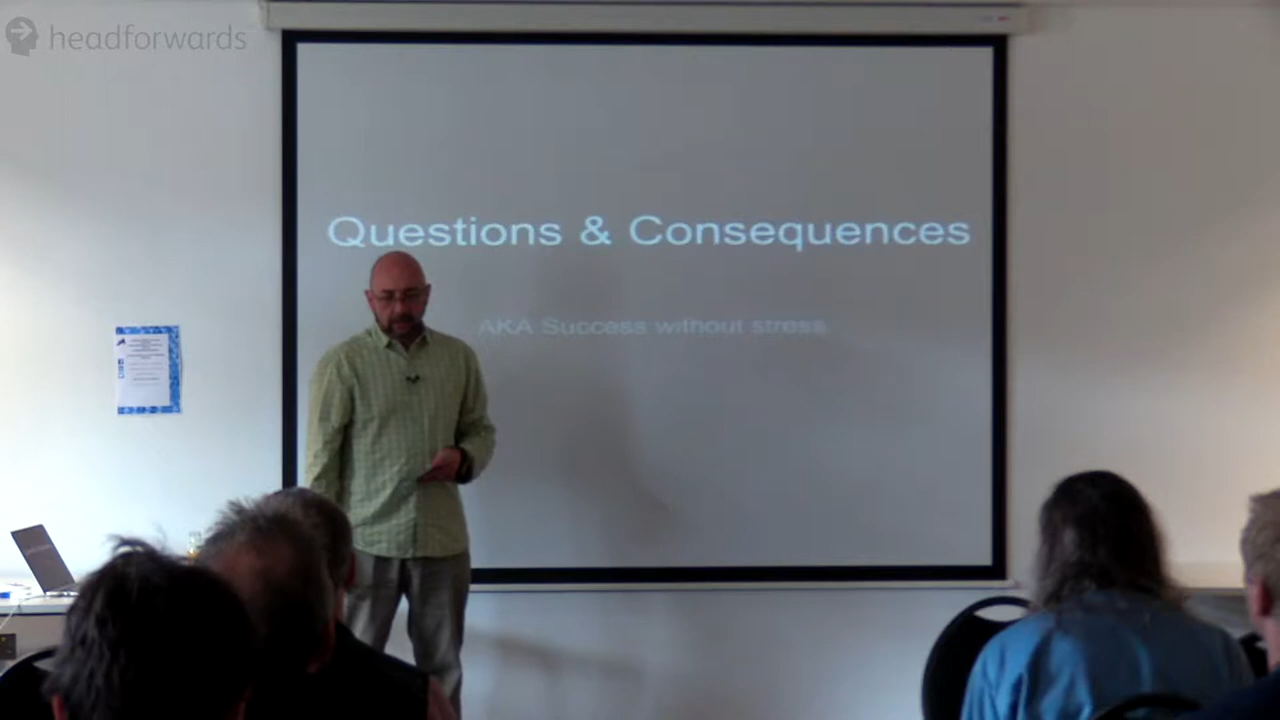 headforwards
Questions & Consequences
AKA Success without stress